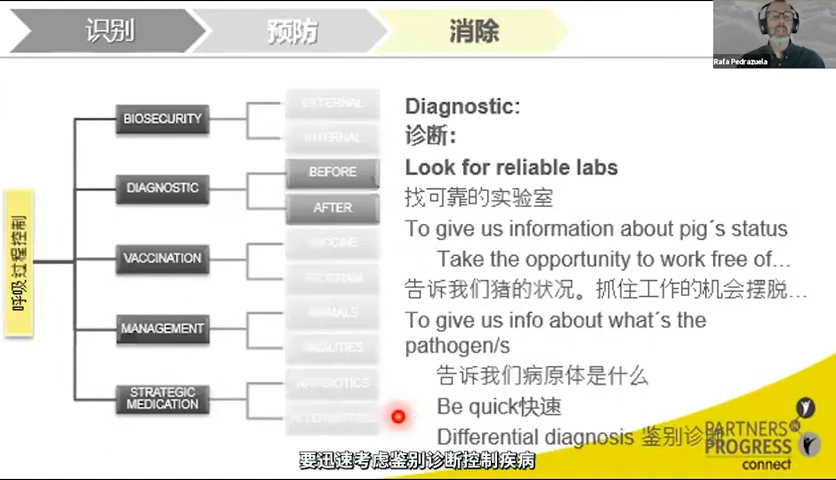 识别
预防
消除
Rafa Pedrazuela
呼吸过程控制
BIOSECURITY
EXTERNAL
INTERNAL
DIAGNOSTIC
BEFORE
AFTER
VACCINATION
VACCINE
PROGRAM
MANAGEMENT
ANIMALS
FACILITIES
STRATEGIC
MEDICATION
ANTIBIOTICS
ALTERNATIVES
Diagnostic:
诊断:
Look for reliable labs
找可靠的实验室
To give us information about pig´s status
Take the opportunity to work free of…
告诉我们猪的状况。抓住工作的机会摆脱…
To give us info about what´s the
pathogen/s
告诉我们病原体是什么
Be quick快速
Differential diagnosis 鉴别诊断
PARTNERS IN
PROGRESS
connect
要迅速考虑鉴别诊断控制疾病